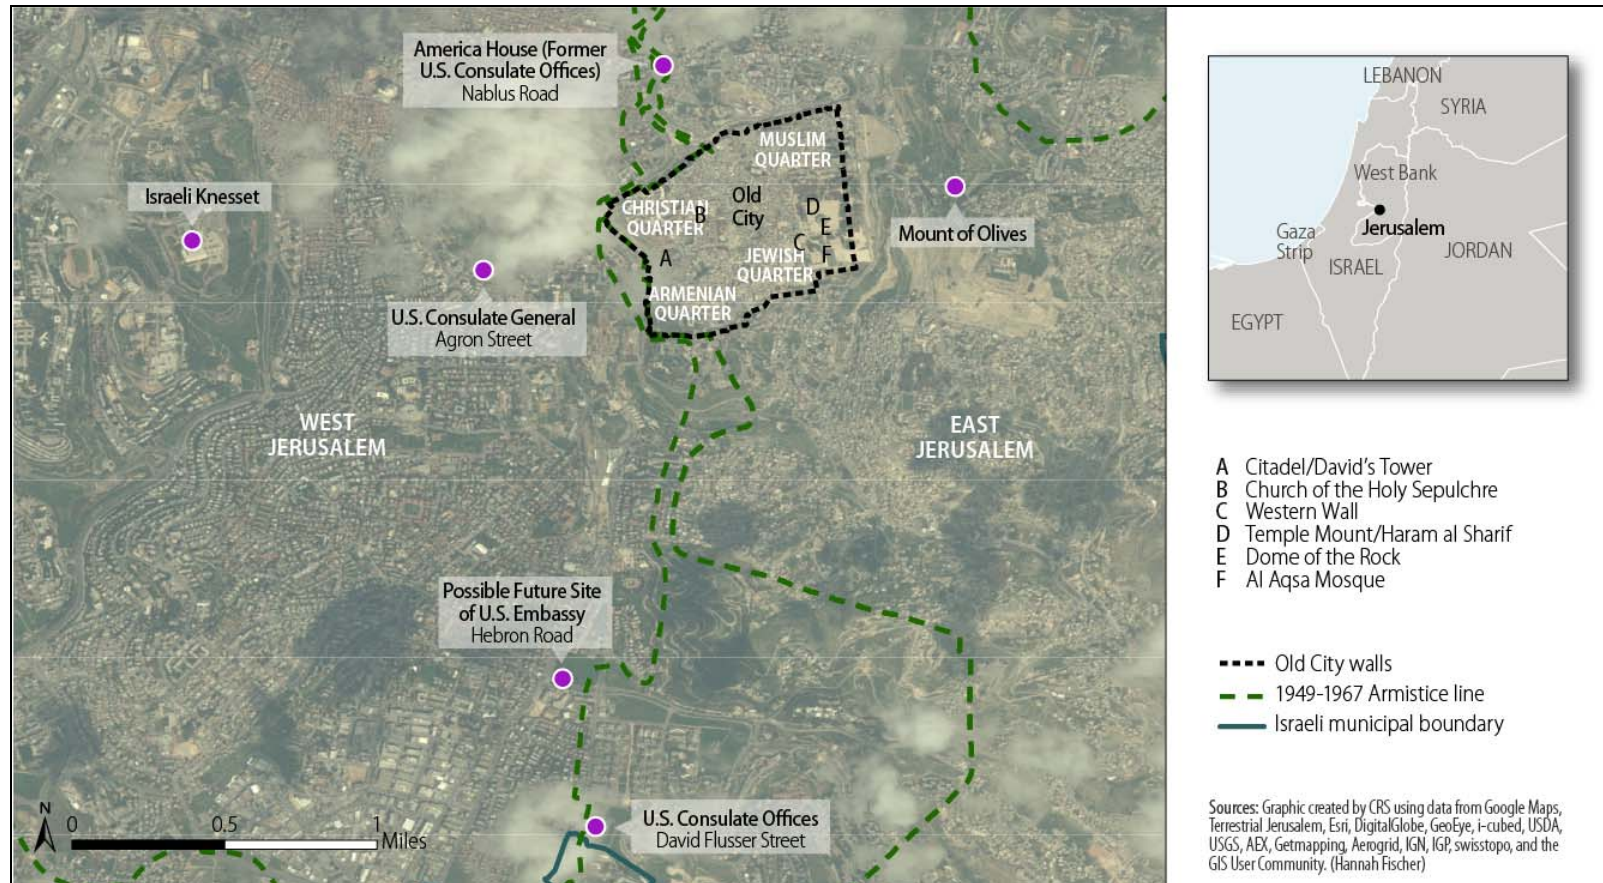 America House (Former
U.S. Consulate Offices)
Nablus Road
MUSLIM
QUARTER
Israeli Knesset
CHRISTIAN
QUARTER
B
Old
City
D
E
C
F
A
JEWISH
QUARTER
ARMENIAN
QUARTER
Mount of Olives
U.S. Consulate General
Agron Street
WEST
JERUSALEM
EAST
JERUSALEM
Possible Future Site
of U.S. Embassy
Hebron Road
U.S. Consulate Offices
David Flusser Street
N
0 0.5 1
Miles
LEBANON
SYRIA
West Bank
Jerusalem
Gaza
Strip
ISRAEL
JORDAN
EGYPT
A Citadel/David's Tower
B Church of the Holy Sepulchre
C Western Wall
D Temple Mount/Haram al Sharif
E Dome of the Rock
F Al Aqsa Mosque
Old City walls
1949-1967 Armistice line
Israeli municipal boundary
Sources: Graphic created by CRS using data from Google Maps,
Terrestrial Jerusalem, Esri, DigitalGlobe, GeoEye, i-cubed, USDA,
USGS, AEX, Getmapping, Aerogrid, IGN, IGP, swisstopo, and the
GIS User Community. (Hannah Fischer)